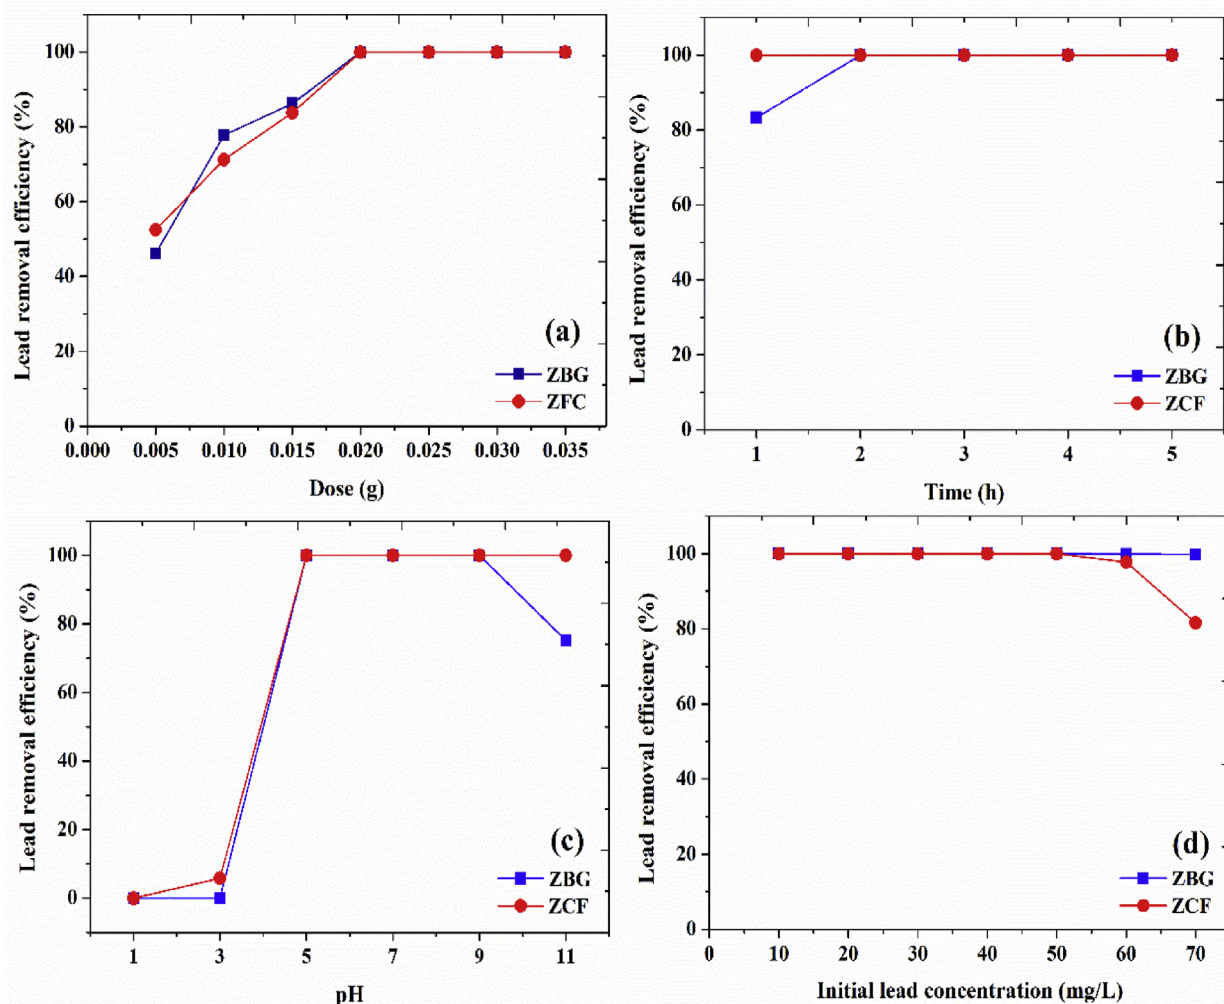 100
80
60
40
20
0
Lead removal efficiency (%)
(a)
ZBG
ZFC
0.000 0.005 0.010 0.015 0.020 0.025 0.030 0.035
Dose (g)
100
80
60
40
20
0
Lead removal efficiency (%)
(b)
ZBG
ZCF
1 2 3 4 5
Time (h)
100
80
60
40
20
0
Lead removal efficiency (%)
(c)
ZBG
ZCF
1 3 5 7 9 11
pH
100
80
60
40
20
0
Lead removal efficiency (%)
(d)
ZBG
ZCF
0 10 20 30 40 50 60 70
Initial lead concentration (mg/L)